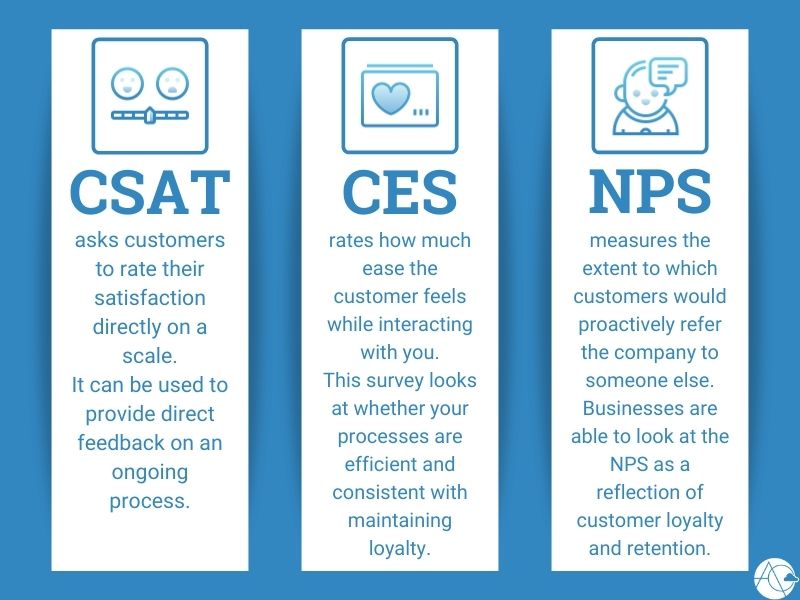 CSAT
asks customers
to rate their
satisfaction
directly on a
scale.
It can be used to
provide direct
feedback on an
ongoing
process.
CES
rates how much
ease the
customer feels
while interacting
with you.
This survey looks
at whether your
processes are
efficient and
consistent with
maintaining
loyalty.
NPS
measures the
extent to which
customers would
proactively refer
the company to
someone else.
Businesses are
able to look at the
NPS as a
reflection of
customer loyalty
and retention.